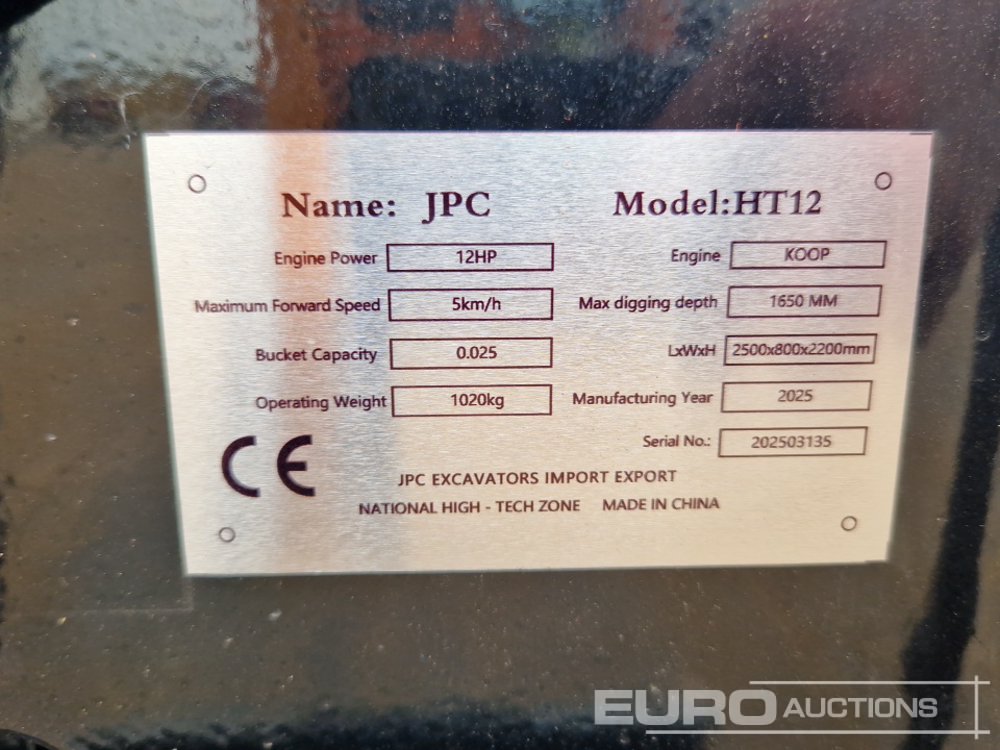 Name: JPC Model:HT12
Engine Power 12HP Engine KOOP
Maximum Forward Speed 5km/h Max digging depth 1650 MM
Bucket Capacity 0.025 LxWxH 2500x800x2200mm
Operating Weight 1020kg Manufacturing Year 2025
Serial No.: 202503135
CE
JPC EXCAVATORS IMPORT EXPORT
NATIONAL HIGH - TECH ZONE MADE IN CHINA
EURO AUCTIONS